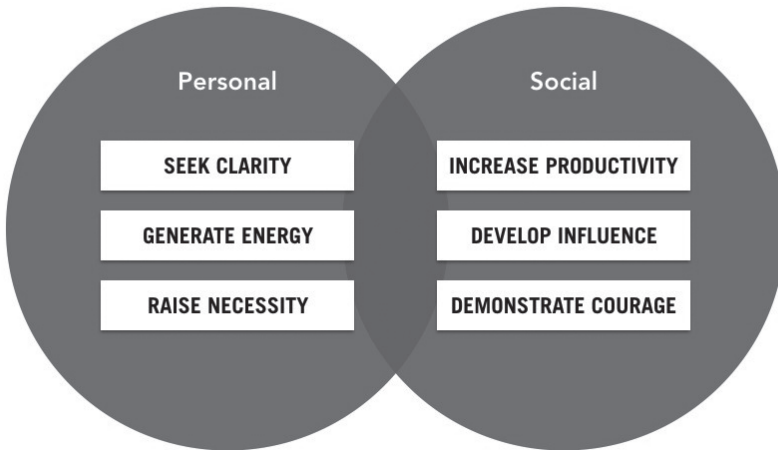 Personal
SEEK CLARITY
GENERATE ENERGY
RAISE NECESSITY
Social
INCREASE PRODUCTIVITY
DEVELOP INFLUENCE
DEMONSTRATE COURAGE